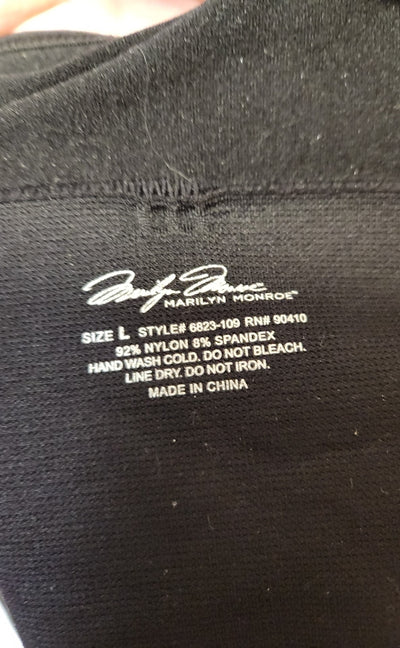 Marilyn Monroe
MARILYN MONROE™
SIZE L STYLE# 6823-109 RN# 90410
92% NYLON 8% SPANDEX
HAND WASH COLD. DO NOT BLEACH.
LINE DRY. DO NOT IRON.
MADE IN CHINA